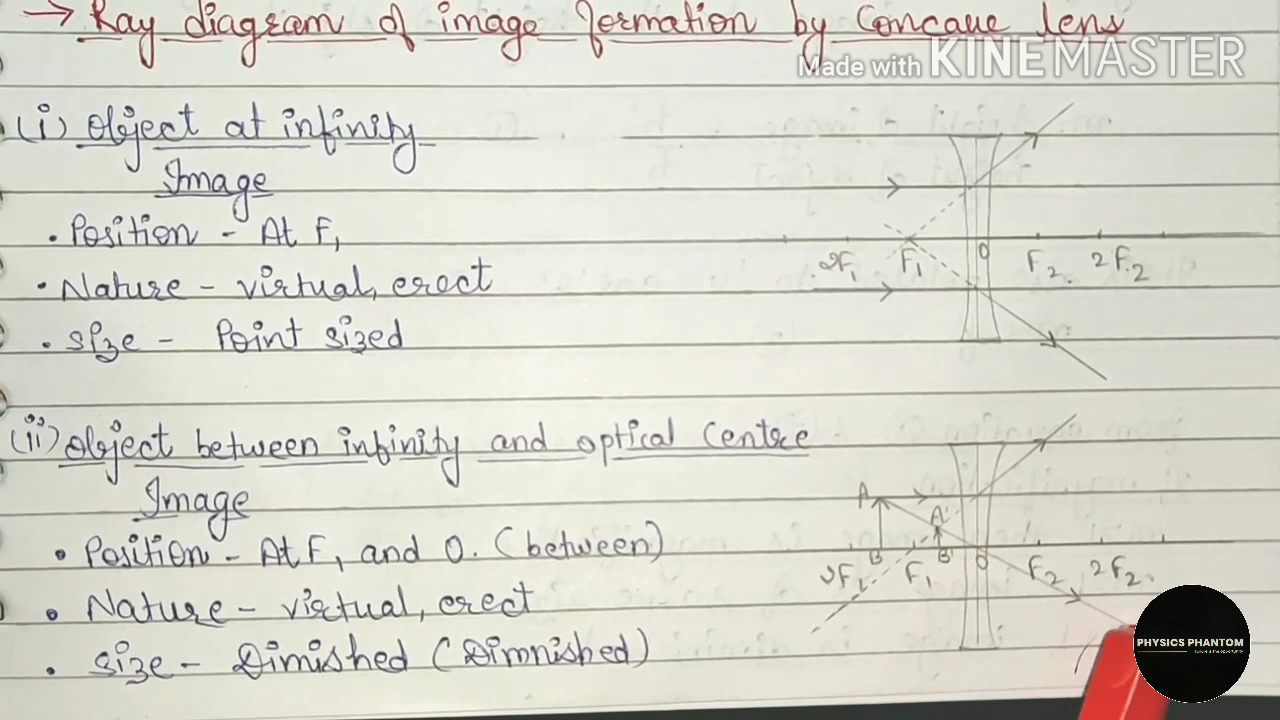 → Ray diagram of image formation by Concave lens
Made with KINEMASTER
(i) Object at infinity
Image
• Position - At F₁
• Nature - virtual, erect
• Size - Point sized
2F₁ F₁ O F₂ 2F₂
(ii) Object between infinity and optical Centre
Image
• Position - At F₁ and O. (between)
• Nature - virtual, erect
• Size - Dimished (Dimnished)
A A'
B B' O
2F₁ F₁ F₂ 2F₂
PHYSICS PHANTOM